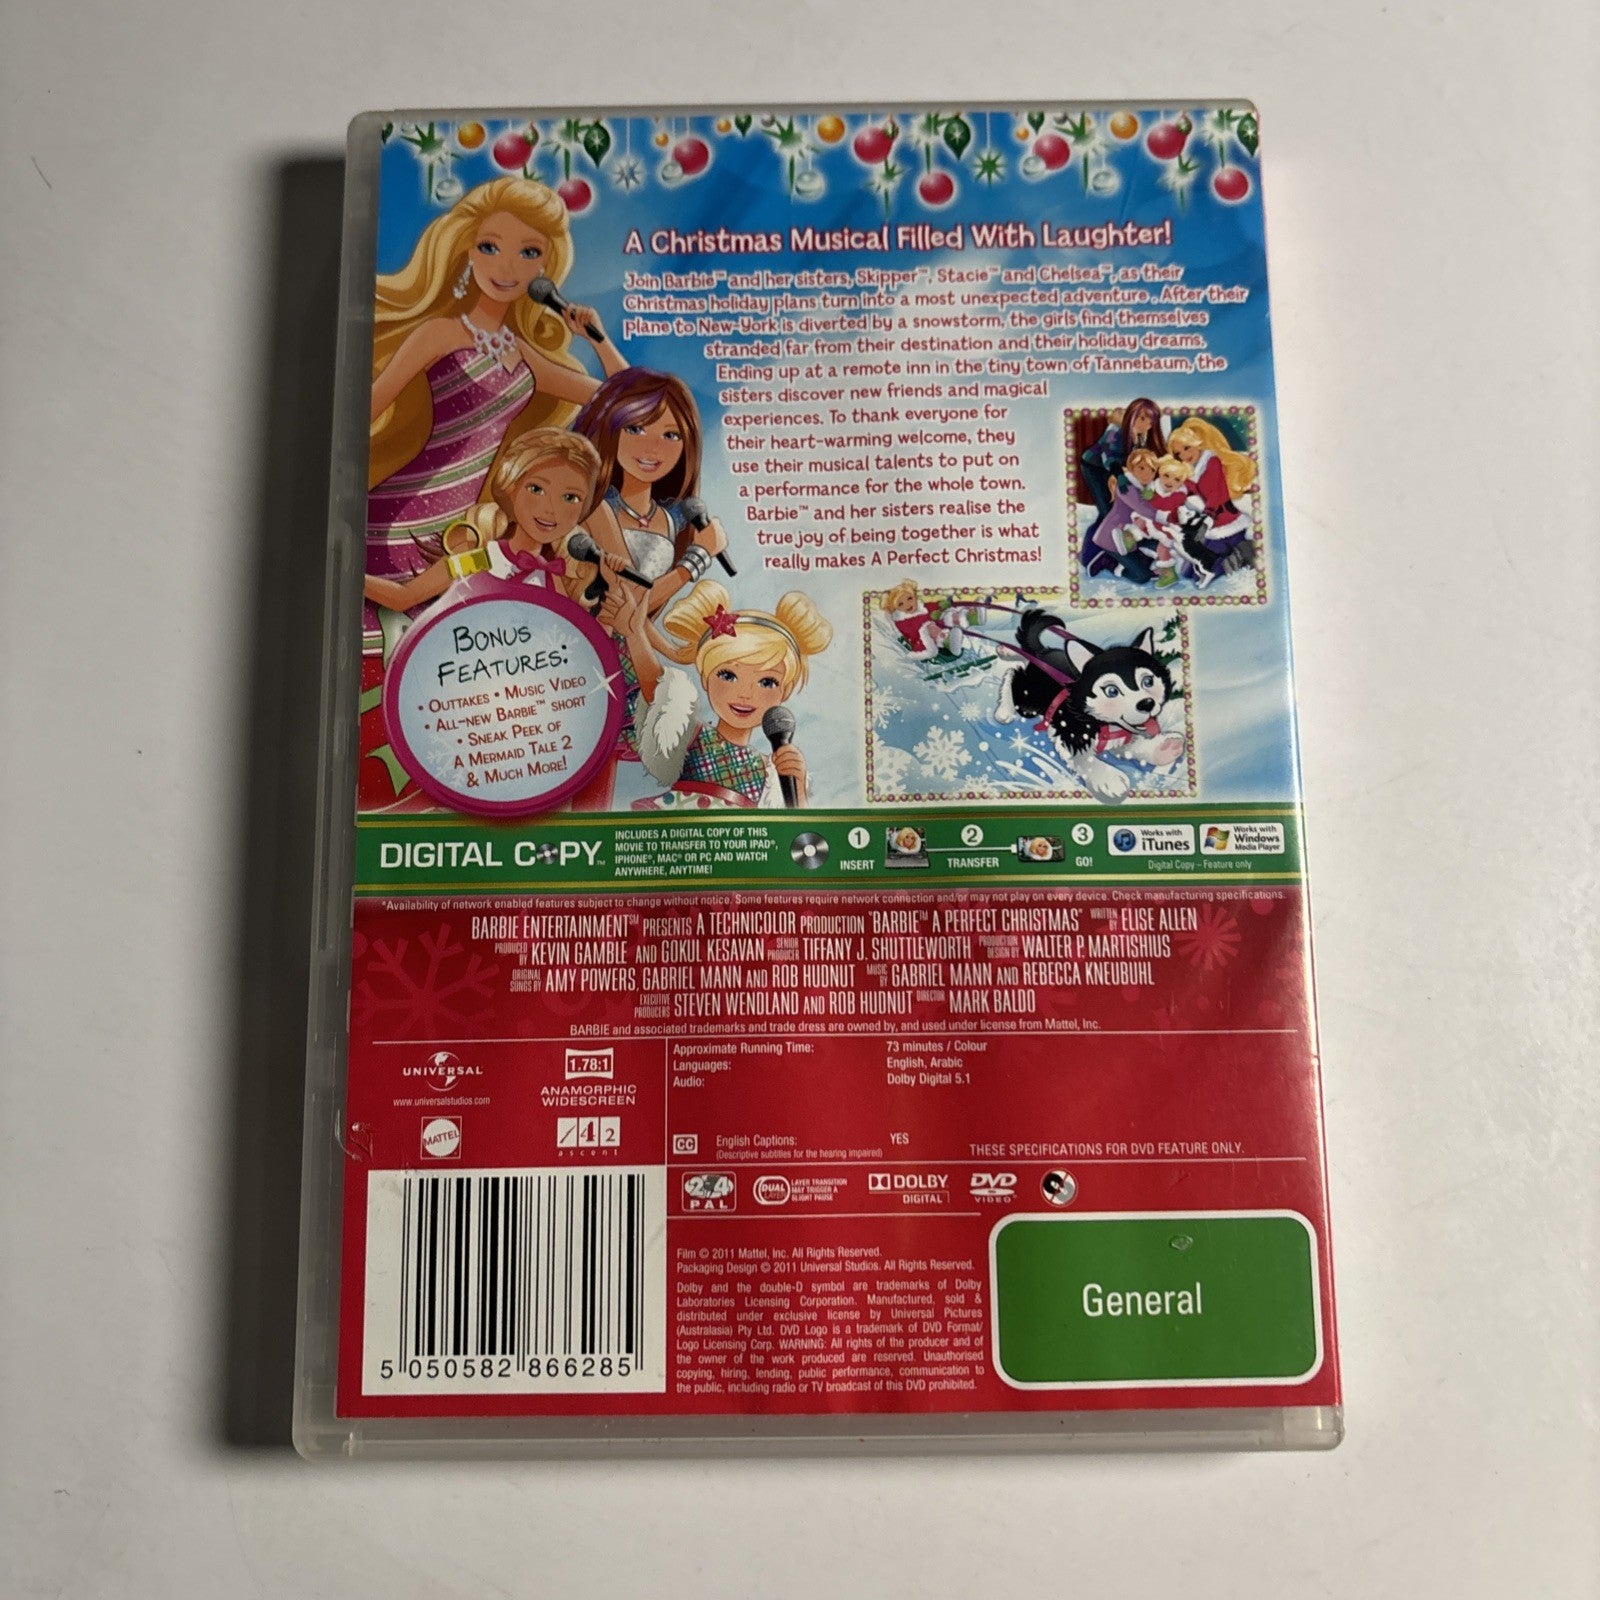 A Christmas Musical Filled With Laughter!
Join Barbie™ and her sisters, Skipper™, Stacie™ and Chelsea™, as their
Christmas holiday plans turn into a most unexpected adventure. After their
plane to New-York is diverted by a snowstorm, the girls find themselves
stranded far from their destination and their holiday dreams.
Ending up at a remote inn in the tiny town of Tannebaum, the
sisters discover new friends and magical
experiences. To thank everyone for
their heart-warming welcome, they
use their musical talents to put on
a performance for the whole town.
Barbie™ and her sisters realise the
true joy of being together is what
really makes A Perfect Christmas!
BONUS
FEATURES:
• OUTTAKES • MUSIC VIDEO
• ALL-NEW BARBIE™ SHORT
• SNEAK PEEK OF
A MERMAID TALE 2
& MUCH MORE!
DIGITAL COPY™
INCLUDES A DIGITAL COPY OF THIS
MOVIE TO TRANSFER TO YOUR IPAD®,
IPHONE®, MAC® OR PC AND WATCH
ANYWHERE, ANYTIME!
1 INSERT
2 TRANSFER
3 GO!
Works with iTunes
Works with Windows Media Player
Digital Copy – Feature only
*Availability of network enabled features subject to change without notice. Some features require network connection and/or may not play on every device. Check manufacturing specifications.
BARBIE ENTERTAINMENT℠ PRESENTS A TECHNICOLOR PRODUCTION "BARBIE™ A PERFECT CHRISTMAS" WRITTEN BY ELISE ALLEN
PRODUCED BY KEVIN GAMBLE AND GOKUL KESAVAN SENIOR PRODUCER TIFFANY J. SHUTTLEWORTH PRODUCTION DESIGN BY WALTER P. MARTISHIUS
ORIGINAL SONGS BY AMY POWERS, GABRIEL MANN AND ROB HUDNUT MUSIC BY GABRIEL MANN AND REBECCA KNEUBUHL
EXECUTIVE PRODUCERS STEVEN WENDLAND AND ROB HUDNUT DIRECTOR MARK BALDO
BARBIE and associated trademarks and trade dress are owned by, and used under license from Mattel, Inc.
UNIVERSAL
www.universalstudios.com
1.78:1
ANAMORPHIC
WIDESCREEN
MATTEL
/42
ascent
Approximate Running Time: 73 minutes / Colour
Languages: English, Arabic
Audio: Dolby Digital 5.1
CC English Captions: YES
(Descriptive subtitles for the hearing impaired)
THESE SPECIFICATIONS FOR DVD FEATURE ONLY.
2 4
PAL
DUAL LAYER
LAYER TRANSITION
MAY TRIGGER A
SLIGHT PAUSE
DOLBY
DIGITAL
DVD
VIDEO
5 050582 866285
Film © 2011 Mattel, Inc. All Rights Reserved.
Packaging Design © 2011 Universal Studios. All Rights Reserved.
Dolby and the double-D symbol are trademarks of Dolby
Laboratories Licensing Corporation. Manufactured, sold &
distributed under exclusive license by Universal Pictures
(Australasia) Pty Ltd. DVD Logo is a trademark of DVD Format/
Logo Licensing Corp. WARNING: All rights of the producer and of
the owner of the work produced are reserved. Unauthorised
copying, hiring, lending, public performance, communication to
the public, including radio or TV broadcast of this DVD prohibited.
General